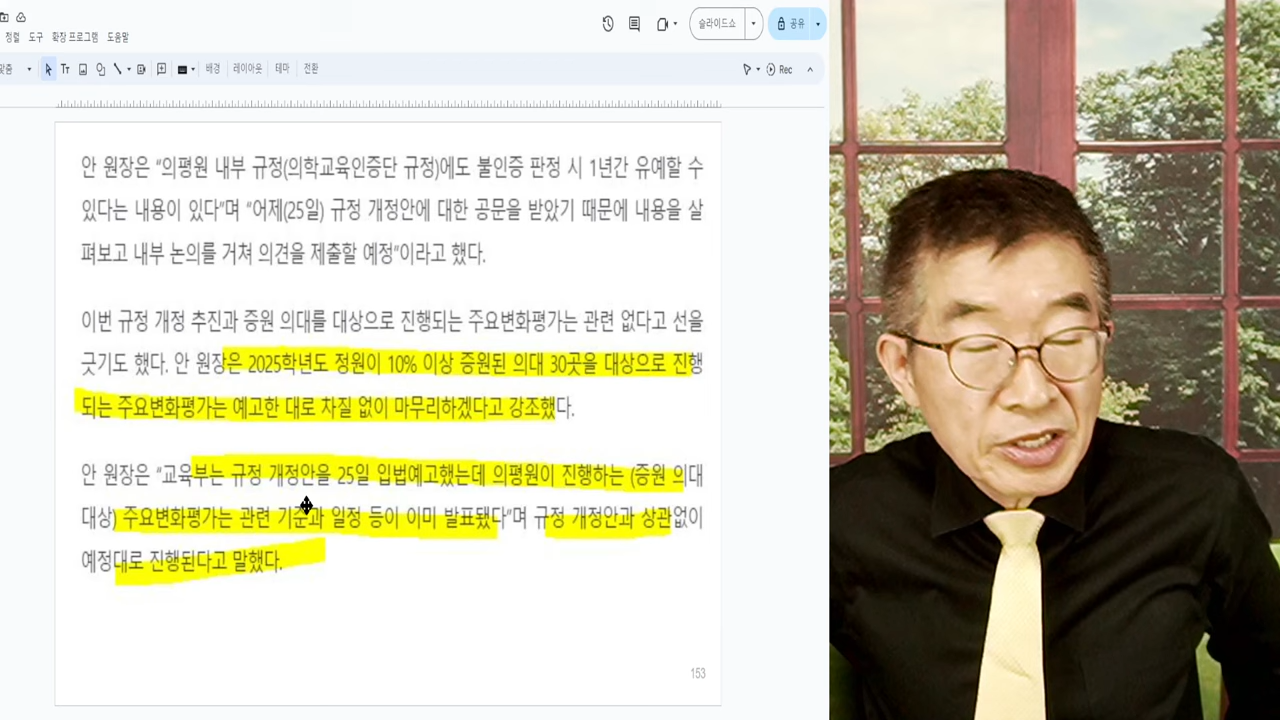 정렬 도구 확장 프로그램 도움말
슬라이드쇼
공유
맞춤
배경 레이아웃 테마 전환
Rec
안 원장은 “의평원 내부 규정(의학교육인증단 규정)에도 불인증 판정 시 1년간 유예할 수
있다는 내용이 있다”며 “어제(25일) 규정 개정안에 대한 공문을 받았기 때문에 내용을 살
펴보고 내부 논의를 거쳐 의견을 제출할 예정”이라고 했다.
이번 규정 개정 추진과 증원 의대를 대상으로 진행되는 주요변화평가는 관련 없다고 선을
긋기도 했다. 안 원장은 2025학년도 정원이 10% 이상 증원된 의대 30곳을 대상으로 진행
되는 주요변화평가는 예고한 대로 차질 없이 마무리하겠다고 강조했다.
안 원장은 “교육부는 규정 개정안을 25일 입법예고했는데 의평원이 진행하는 (증원 의대
대상) 주요변화평가는 관련 기준과 일정 등이 이미 발표됐다”며 규정 개정안과 상관없이
예정대로 진행된다고 말했다.
153